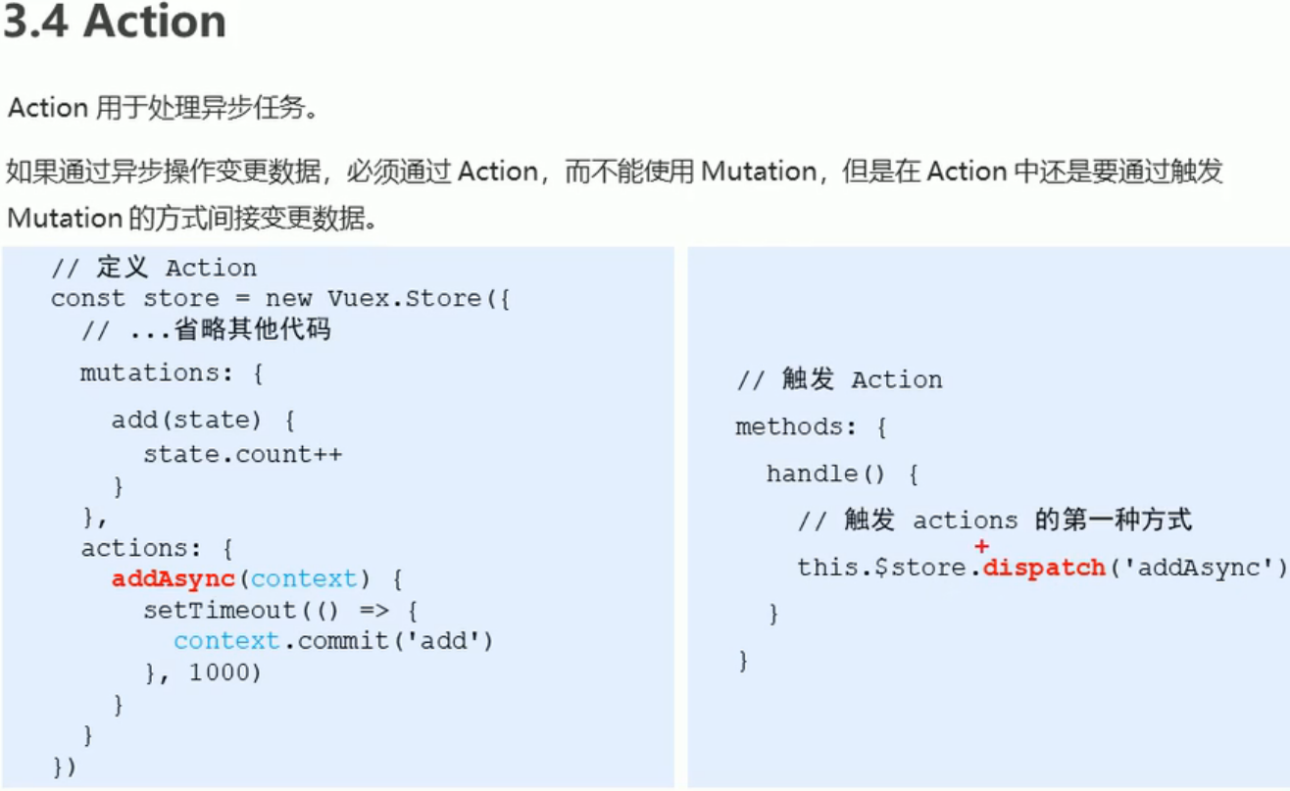 3.4 Action
Action 用于处理异步任务。
如果通过异步操作变更数据，必须通过 Action，而不能使用 Mutation，但是在 Action 中还是要通过触发
Mutation 的方式间接变更数据。
// 定义 Action
const store = new Vuex.Store({
// ...省略其他代码
mutations: {
add(state) {
state.count++
}
},
actions: {
addAsync(context) {
setTimeout(() => {
context.commit('add')
}, 1000)
}
}
})
// 触发 Action
methods: {
handle() {
// 触发 actions 的第一种方式
this.$store.dispatch('addAsync')
}
}